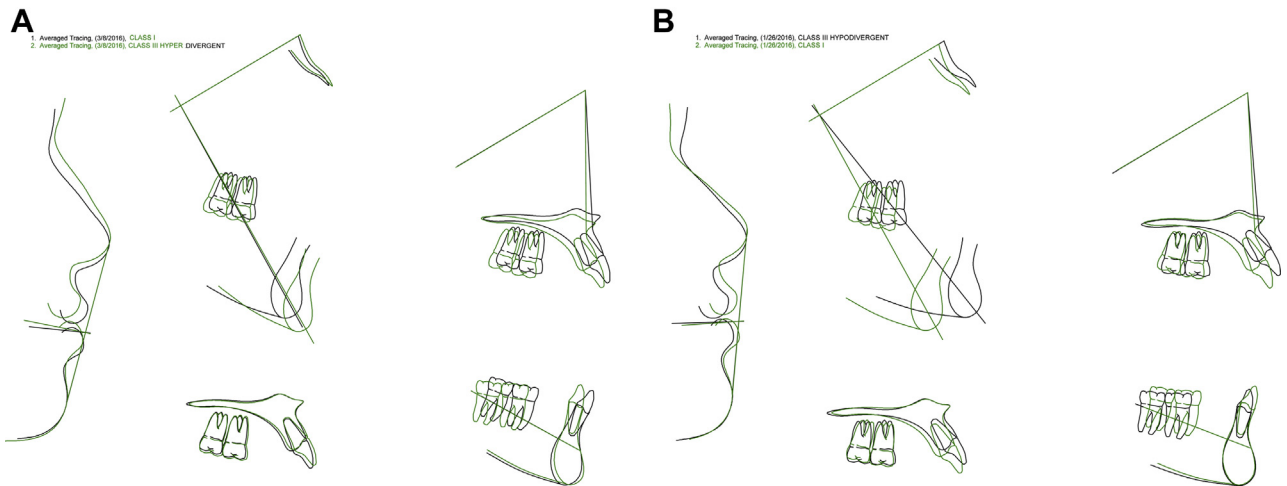 A
1. Averaged Tracing, (3/8/2016), CLASS I
2. Averaged Tracing, (3/8/2016), CLASS III HYPER DIVERGENT
B
1. Averaged Tracing, (1/26/2016), CLASS III HYPODIVERGENT
2. Averaged Tracing, (1/26/2016), CLASS I